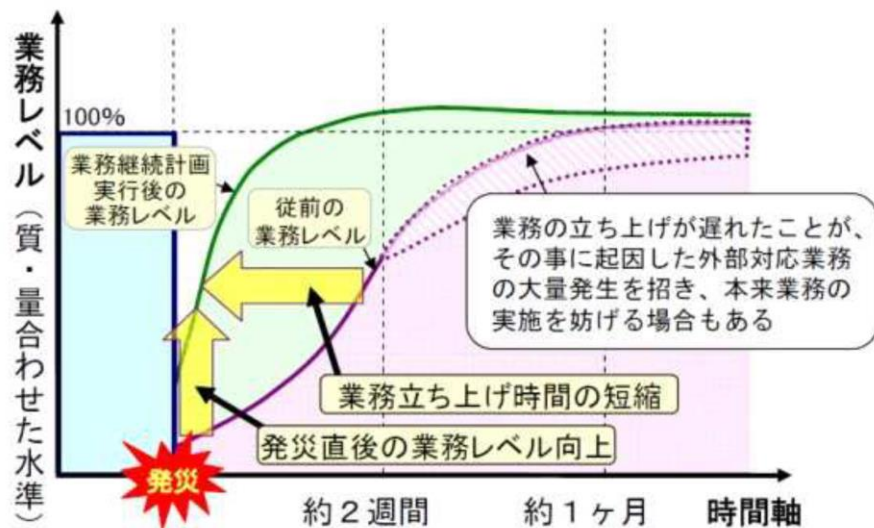 業務レベル（質・量合わせた水準）
100%
業務継続計画
実行後の
業務レベル
従前の
業務レベル
業務の立ち上げが遅れたことが、
その事に起因した外部対応業務
の大量発生を招き、本来業務の
実施を妨げる場合もある
業務立ち上げ時間の短縮
発災直後の業務レベル向上
発災
約２週間
約１ヶ月
時間軸